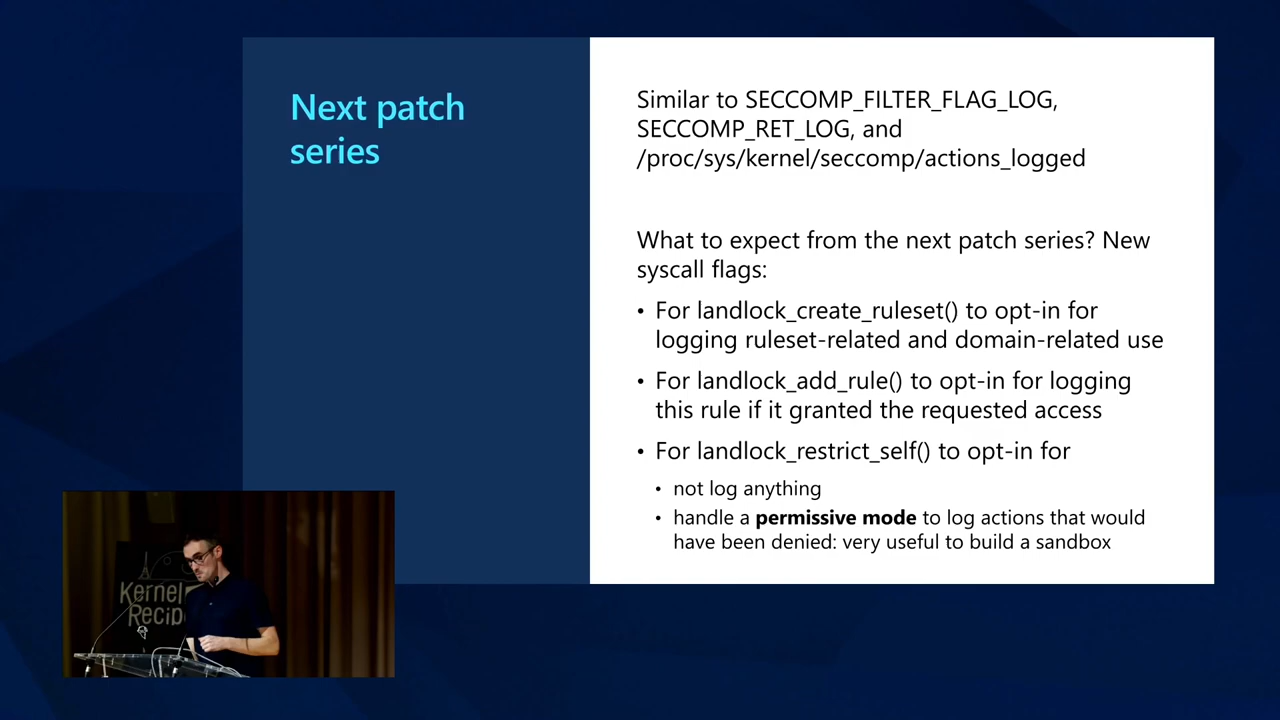 Next patch
series
Similar to SECCOMP_FILTER_FLAG_LOG,
SECCOMP_RET_LOG, and
/proc/sys/kernel/seccomp/actions_logged
What to expect from the next patch series? New
syscall flags:
• For landlock_create_ruleset() to opt-in for
logging ruleset-related and domain-related use
• For landlock_add_rule() to opt-in for logging
this rule if it granted the requested access
• For landlock_restrict_self() to opt-in for
• not log anything
• handle a permissive mode to log actions that would
have been denied: very useful to build a sandbox
Kernel